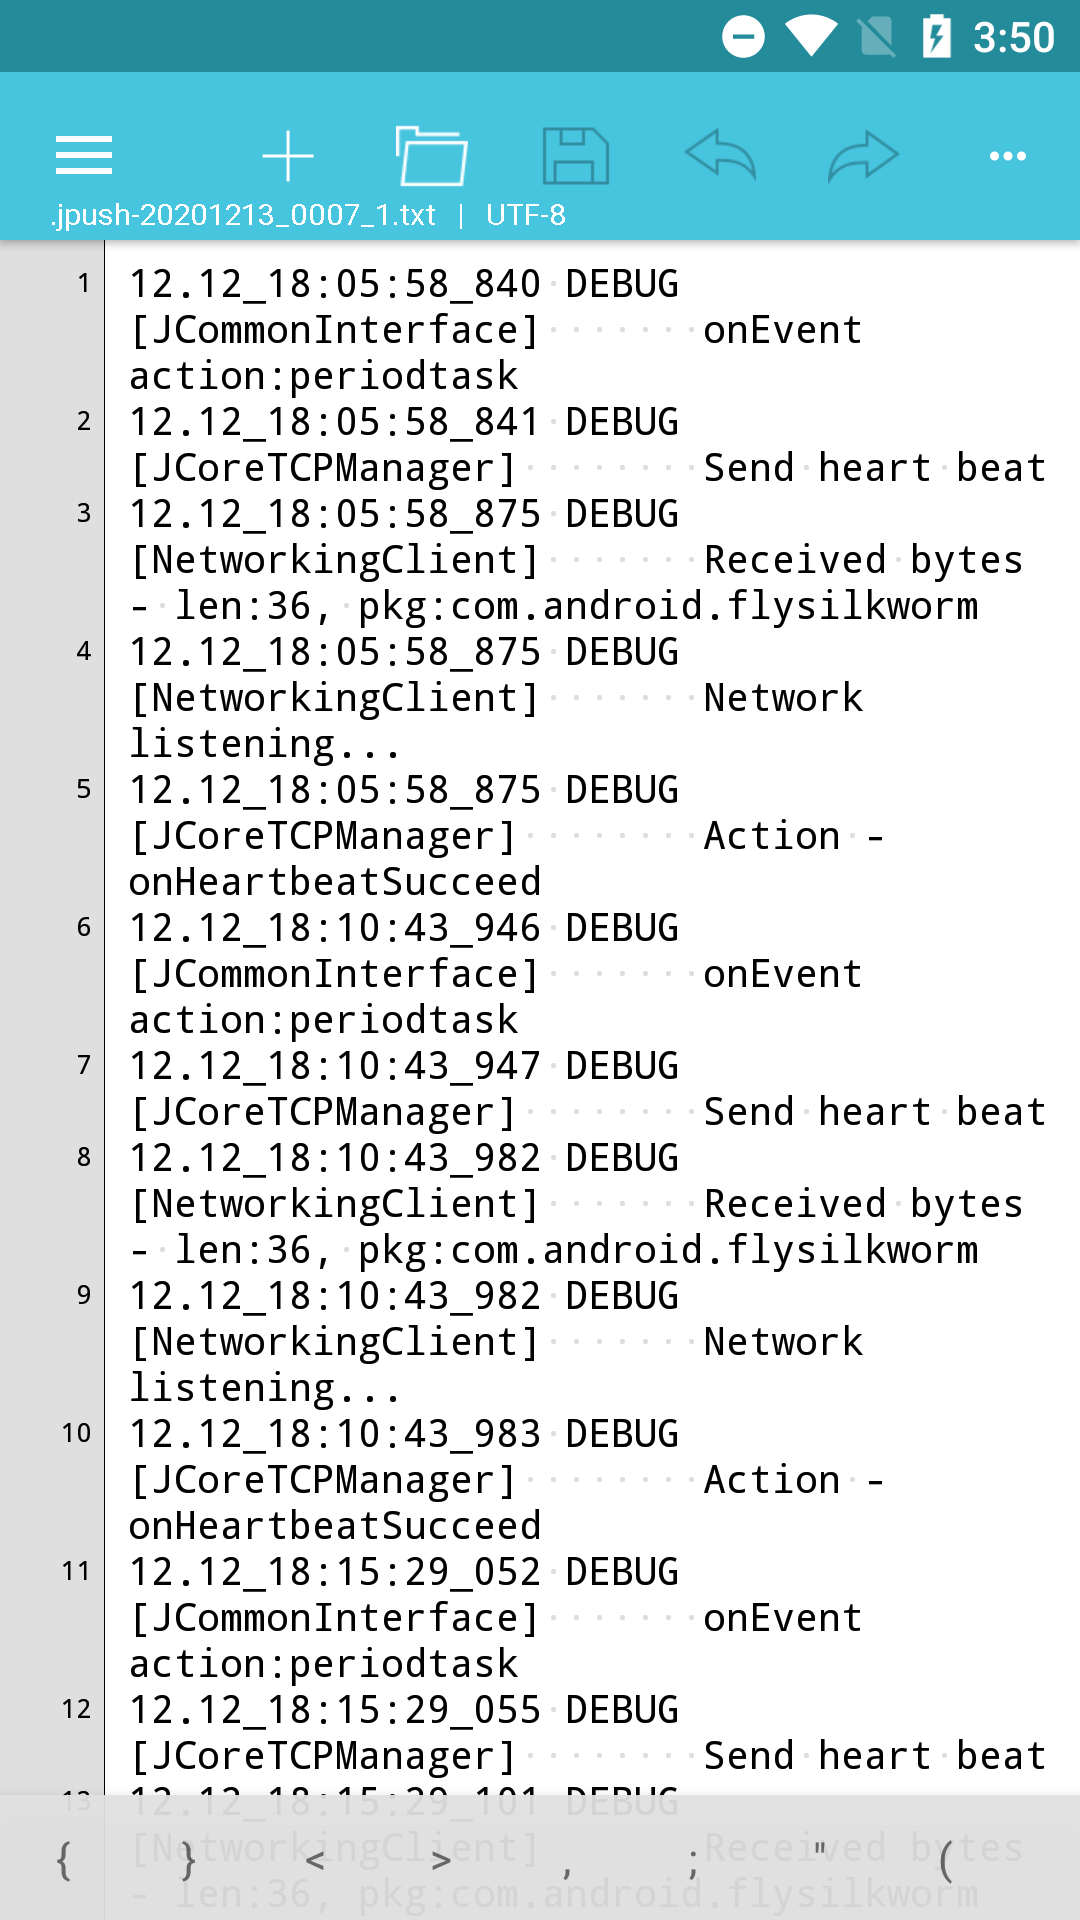 3:50
.jpush-20201213_0007_1.txt | UTF-8
1 12.12_18:05:58_840 DEBUG
[JCommonInterface] onEvent
action:periodtask
2 12.12_18:05:58_841 DEBUG
[JCoreTCPManager] Send heart beat
3 12.12_18:05:58_875 DEBUG
[NetworkingClient] Received bytes
- len:36, pkg:com.android.flysilkworm
4 12.12_18:05:58_875 DEBUG
[NetworkingClient] Network
listening...
5 12.12_18:05:58_875 DEBUG
[JCoreTCPManager] Action -
onHeartbeatSucceed
6 12.12_18:10:43_946 DEBUG
[JCommonInterface] onEvent
action:periodtask
7 12.12_18:10:43_947 DEBUG
[JCoreTCPManager] Send heart beat
8 12.12_18:10:43_982 DEBUG
[NetworkingClient] Received bytes
- len:36, pkg:com.android.flysilkworm
9 12.12_18:10:43_982 DEBUG
[NetworkingClient] Network
listening...
10 12.12_18:10:43_983 DEBUG
[JCoreTCPManager] Action -
onHeartbeatSucceed
11 12.12_18:15:29_052 DEBUG
[JCommonInterface] onEvent
action:periodtask
12 12.12_18:15:29_055 DEBUG
[JCoreTCPManager] Send heart beat
13 12.12_18:15:29_101 DEBUG
[NetworkingClient] Received bytes
- len:36, pkg:com.android.flysilkworm
{ } < > , ; " (